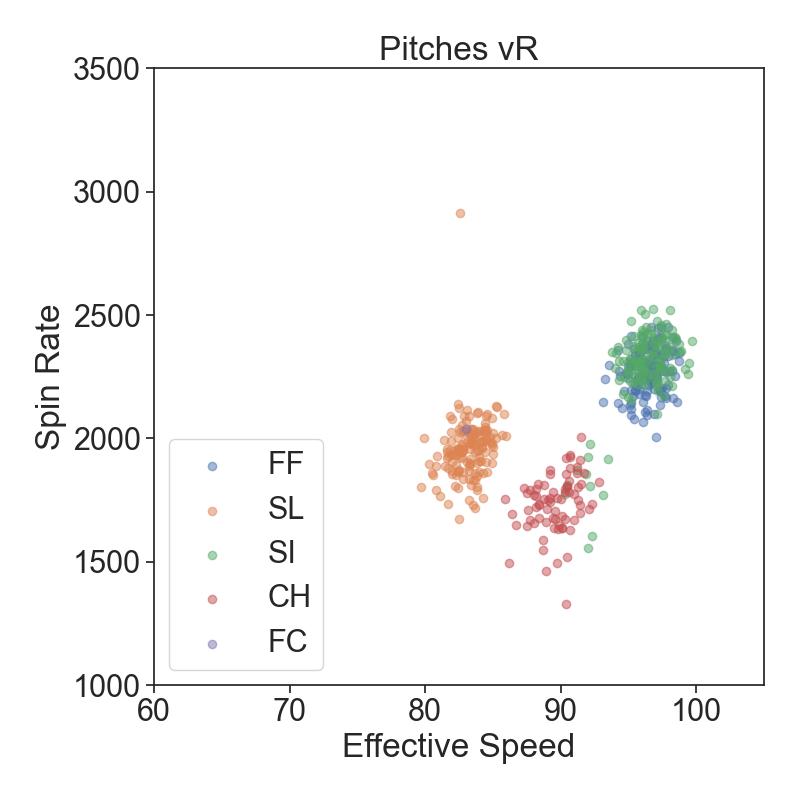 Pitches vR
3500
3000
2500
2000
1500
1000
Spin Rate
FF
SL
SI
CH
FC
60 70 80 90 100
Effective Speed